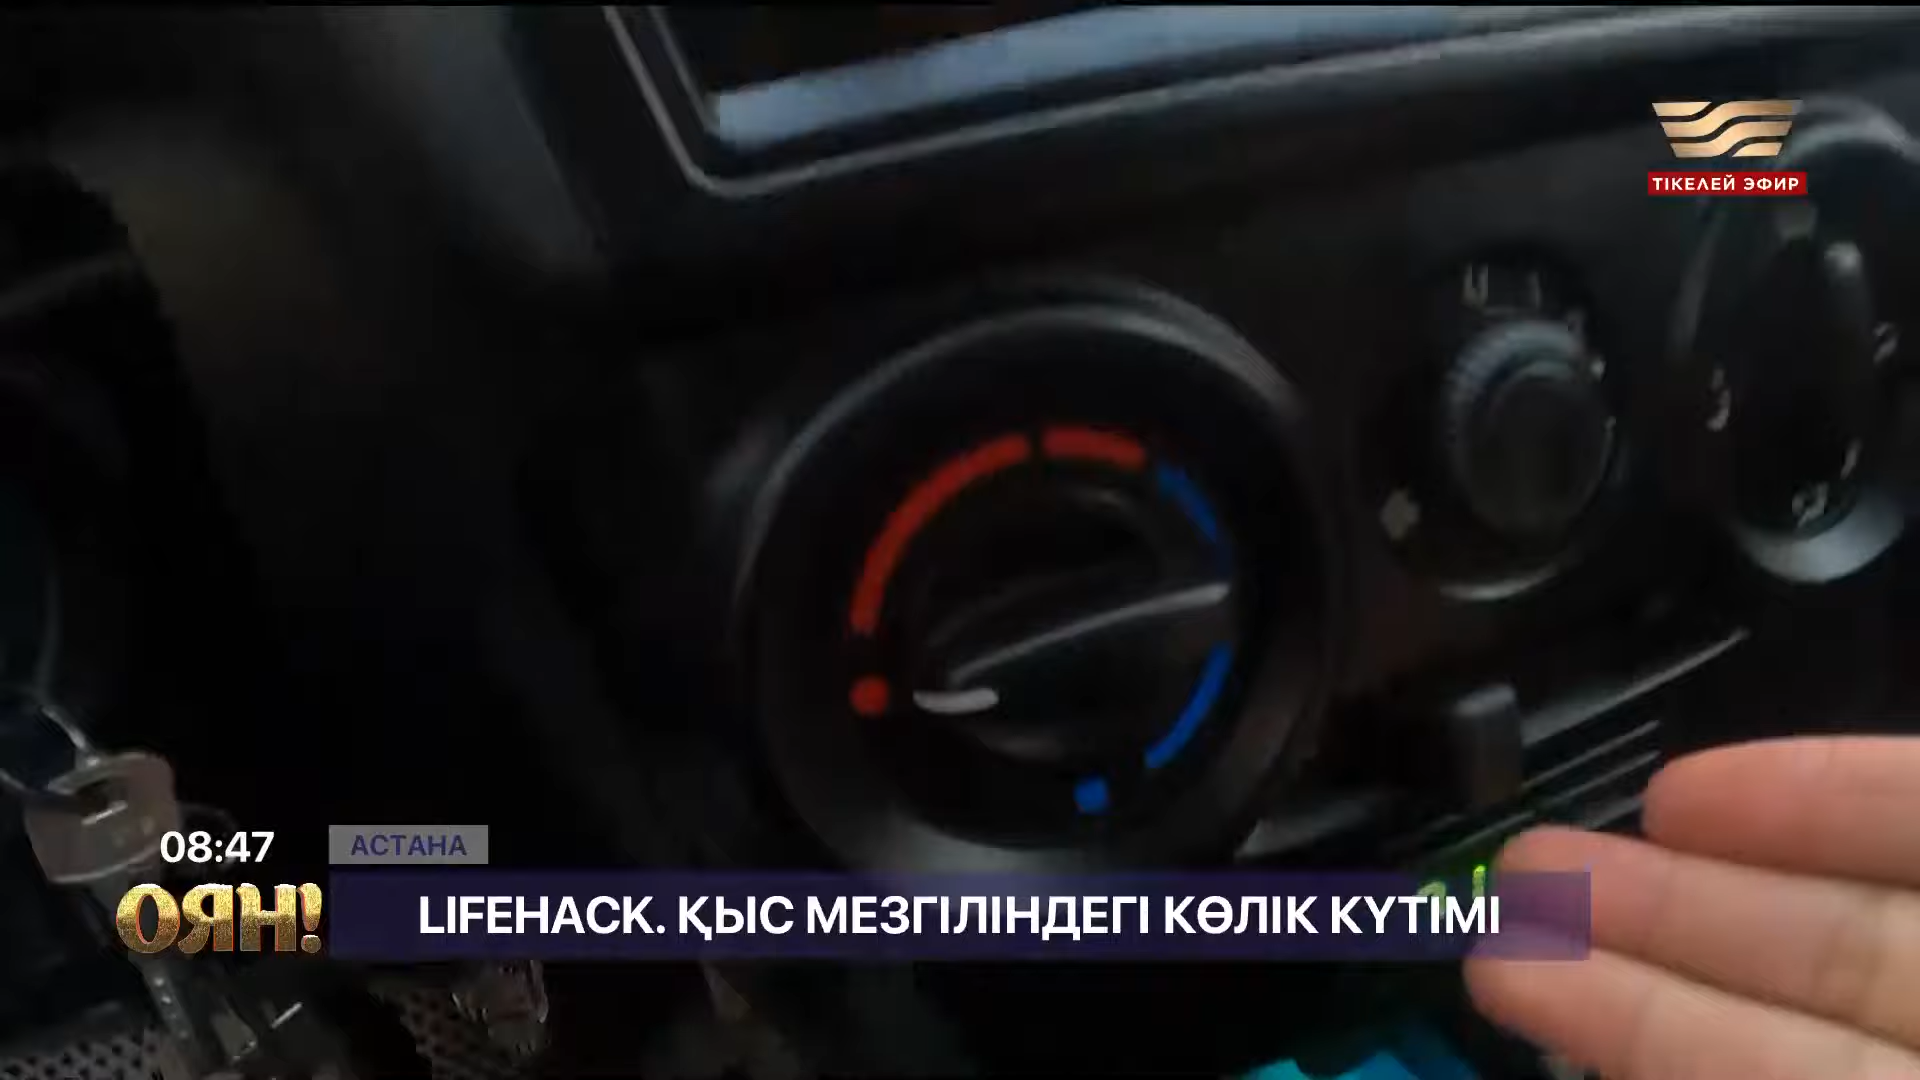 ТІКЕЛЕЙ ЭФИР
08:47
АСТАНА
ОЯН!
LIFEHACK. ҚЫС МЕЗГІЛІНДЕГІ КӨЛІК КҮТІМІ